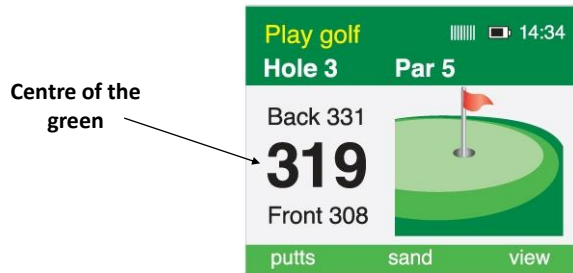 Play golf 14:34
Hole 3 Par 5
Centre of the
green
Back 331
319
Front 308
putts sand view